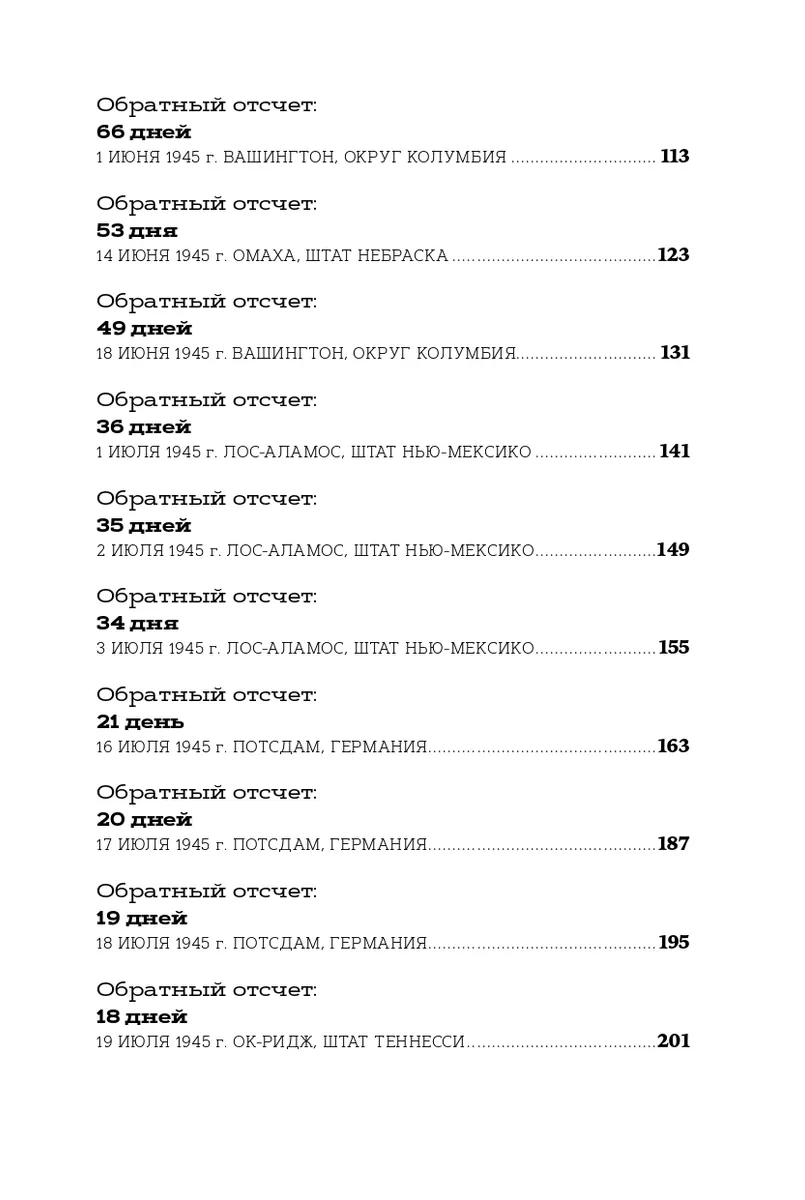 Обратный отсчет:
66 дней
1 ИЮНЯ 1945 г. ВАШИНГТОН, ОКРУГ КОЛУМБИЯ .............................. 113
Обратный отсчет:
53 дня
14 ИЮНЯ 1945 г. ОМАХА, ШТАТ НЕБРАСКА ..........................................123
Обратный отсчет:
49 дней
18 ИЮНЯ 1945 г. ВАШИНГТОН, ОКРУГ КОЛУМБИЯ............................. 131
Обратный отсчет:
36 дней
1 ИЮЛЯ 1945 г. ЛОС-АЛАМОС, ШТАТ НЬЮ-МЕКСИКО ......................... 141
Обратный отсчет:
35 дней
2 ИЮЛЯ 1945 г. ЛОС-АЛАМОС, ШТАТ НЬЮ-МЕКСИКО.........................149
Обратный отсчет:
34 дня
3 ИЮЛЯ 1945 г. ЛОС-АЛАМОС, ШТАТ НЬЮ-МЕКСИКО.........................155
Обратный отсчет:
21 день
16 ИЮЛЯ 1945 г. ПОТСДАМ, ГЕРМАНИЯ...............................................163
Обратный отсчет:
20 дней
17 ИЮЛЯ 1945 г. ПОТСДАМ, ГЕРМАНИЯ...............................................187
Обратный отсчет:
19 дней
18 ИЮЛЯ 1945 г. ПОТСДАМ, ГЕРМАНИЯ...............................................195
Обратный отсчет:
18 дней
19 ИЮЛЯ 1945 г. ОК-РИДЖ, ШТАТ ТЕННЕССИ.......................................201